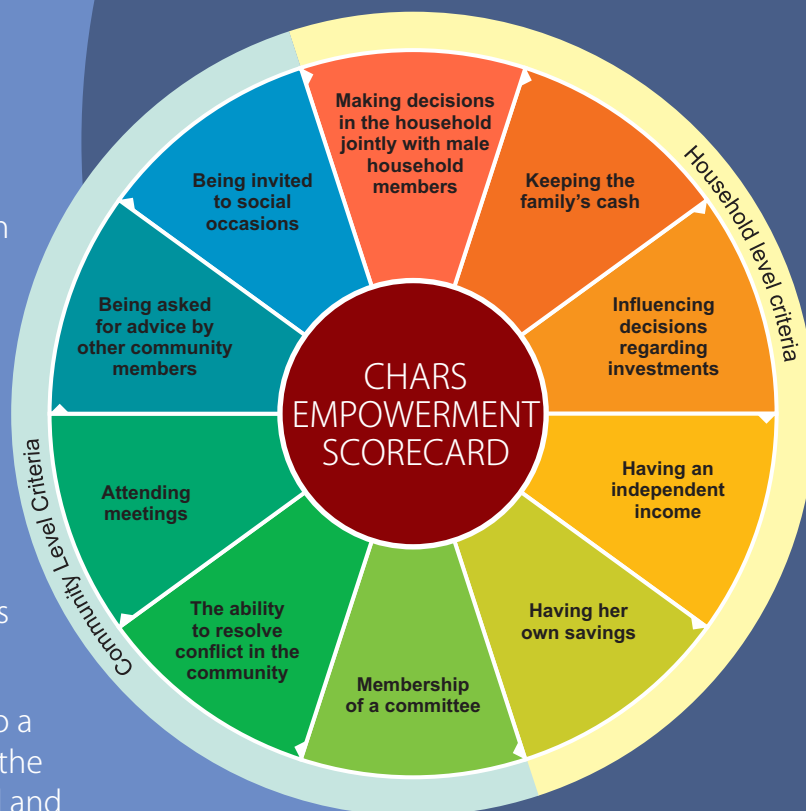 CHARS
EMPOWERMENT
SCORECARD
Household level criteria
Making decisions
in the household
jointly with male
household
members
Keeping the
family's cash
Influencing
decisions
regarding
investments
Having an
independent
income
Having her
own savings
Community Level Criteria
Membership
of a committee
The ability
to resolve
conflict in the
community
Attending
meetings
Being asked
for advice by
other community
members
Being invited
to social
occasions
a
the
and